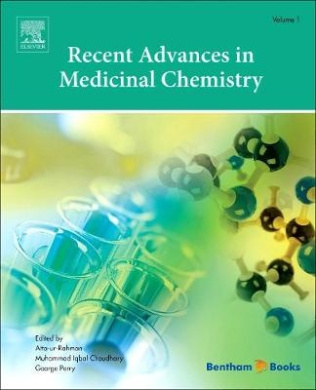 Volume 1
ELSEVIER
Recent Advances in
Medicinal Chemistry
Edited by
Atta-ur-Rahman
Muhammad Iqbal Choudhary
George Perry
Bentham Books